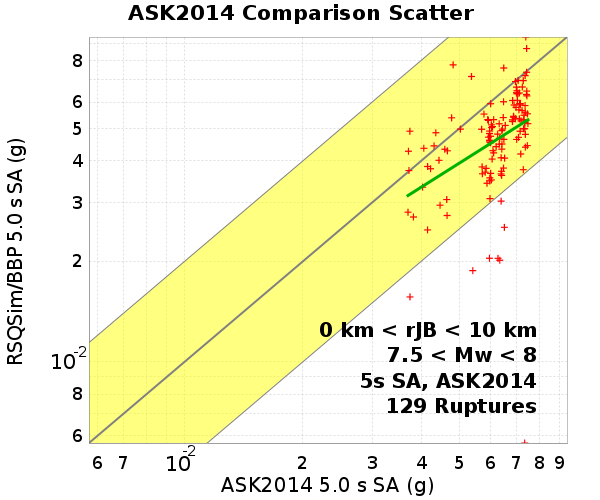 ASK2014 Comparison Scatter
RSQSim/BBP 5.0 s SA (g)
8
6
5
4
3
2
10-2
8
6
0 km < rJB < 10 km
7.5 < Mw < 8
5s SA, ASK2014
129 Ruptures
6 7 10-2 2 3 4 5 6 7 8 9
ASK2014 5.0 s SA (g)